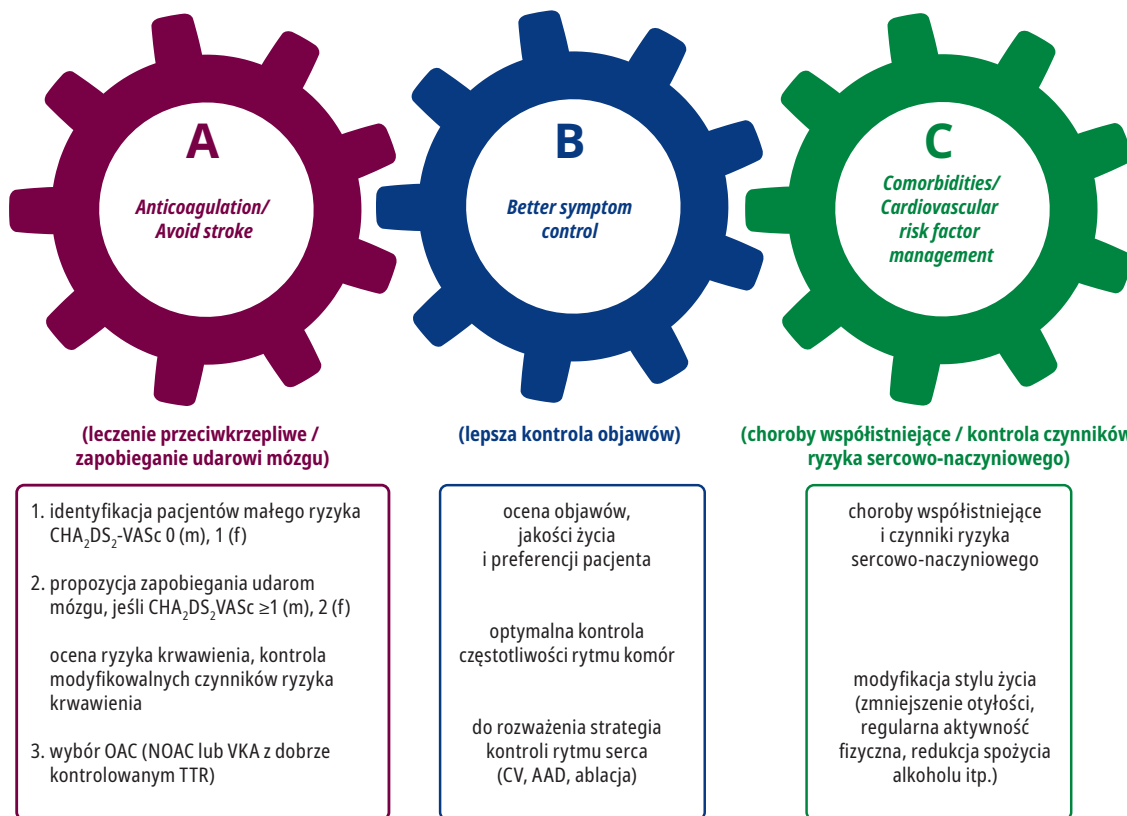 A
Anticoagulation/
Avoid stroke
B
Better symptom
control
C
Comorbidities/
Cardiovascular
risk factor
management
(leczenie przeciwkrzepliwe /
zapobieganie udarowi mózgu)
(lepsza kontrola objawów)
(choroby współistniejące / kontrola czynników
ryzyka sercowo-naczyniowego)
1. identyfikacja pacjentów małego ryzyka
CHA₂DS₂-VASc 0 (m), 1 (f)
2. propozycja zapobiegania udarom
mózgu, jeśli CHA₂DS₂VASc ≥1 (m), 2 (f)
ocena ryzyka krwawienia, kontrola
modyfikowalnych czynników ryzyka
krwawienia
3. wybór OAC (NOAC lub VKA z dobrze
kontrolowanym TTR)
ocena objawów,
jakości życia
i preferencji pacjenta
optymalna kontrola
częstotliwości rytmu komór
do rozważenia strategia
kontroli rytmu serca
(CV, AAD, ablacja)
choroby współistniejące
i czynniki ryzyka
sercowo-naczyniowego
modyfikacja stylu życia
(zmniejszenie otyłości,
regularna aktywność
fizyczna, redukcja spożycia
alkoholu itp.)